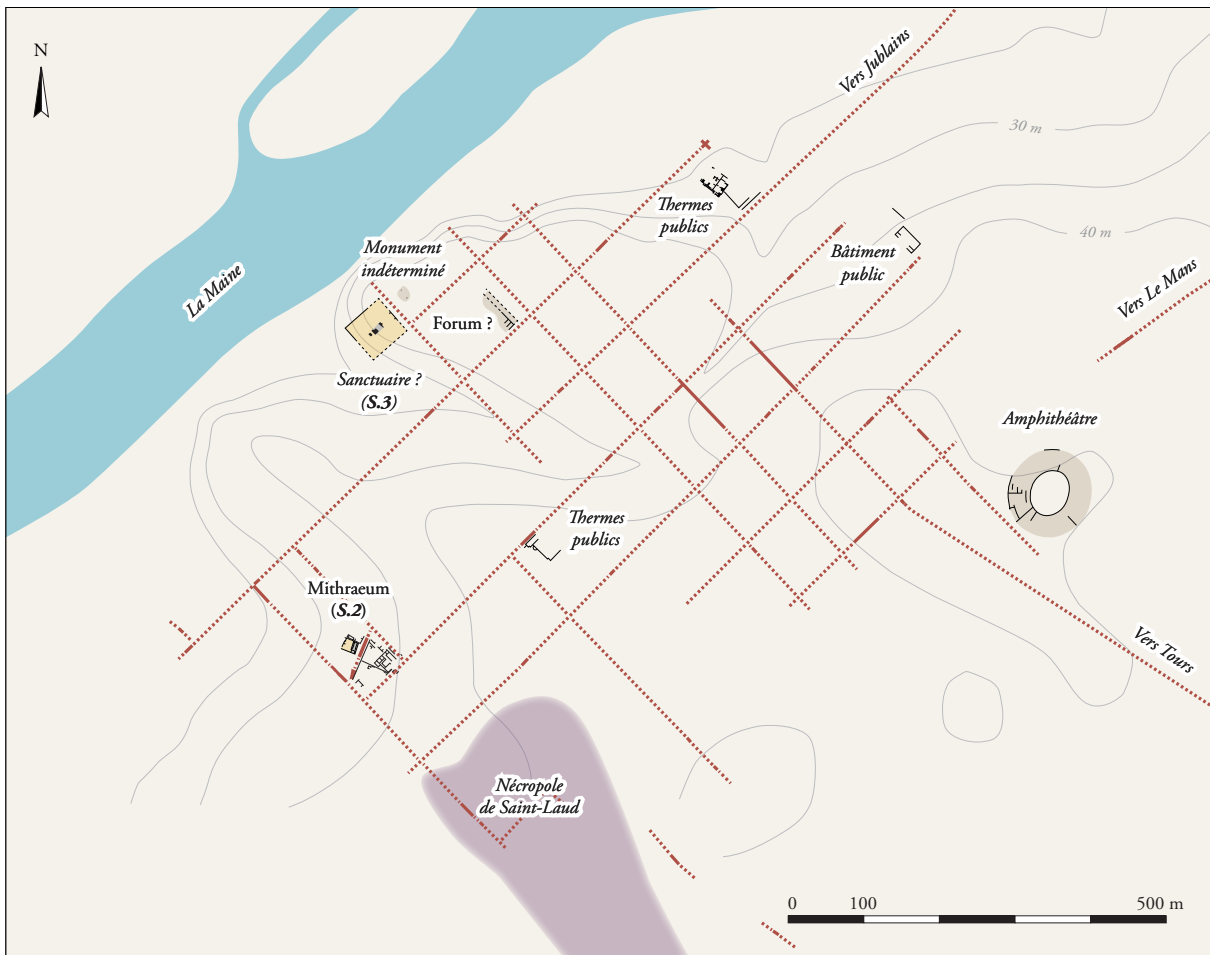 N
Vers Jublains
30 m
Thermes
publics
40 m
Monument
indéterminé
Bâtiment
public
La Maine
Vers Le Mans
Forum ?
Sanctuaire ?
(S.3)
Amphithéâtre
Thermes
publics
Mithraeum
(S.2)
Vers Tours
Nécropole
de Saint-Laud
0 100 500 m